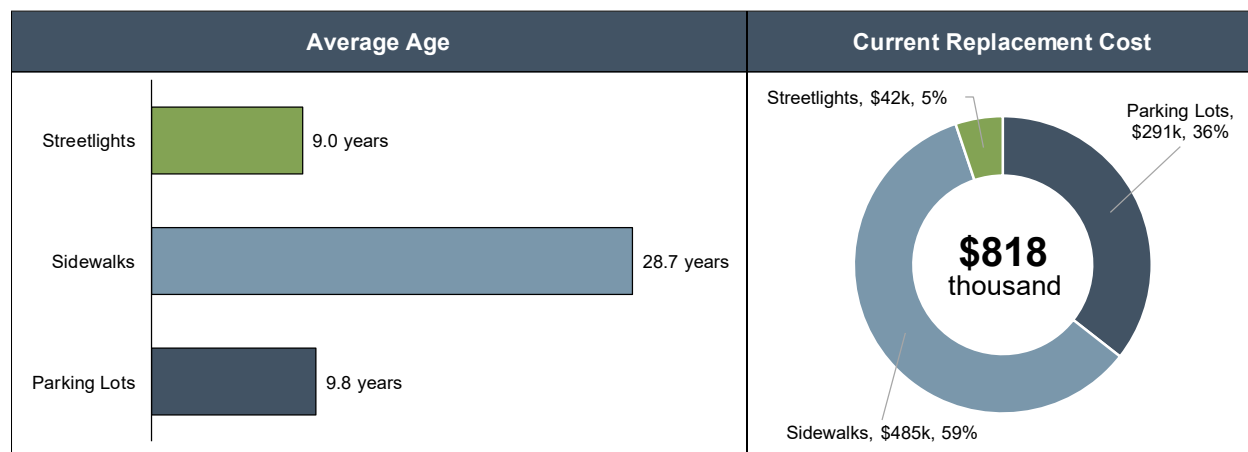 Average Age
Streetlights
9.0 years
Sidewalks
28.7 years
Parking Lots
9.8 years
Current Replacement Cost
Streetlights, $42k, 5%
Parking Lots,
$291k, 36%
$818
thousand
Sidewalks, $485k, 59%